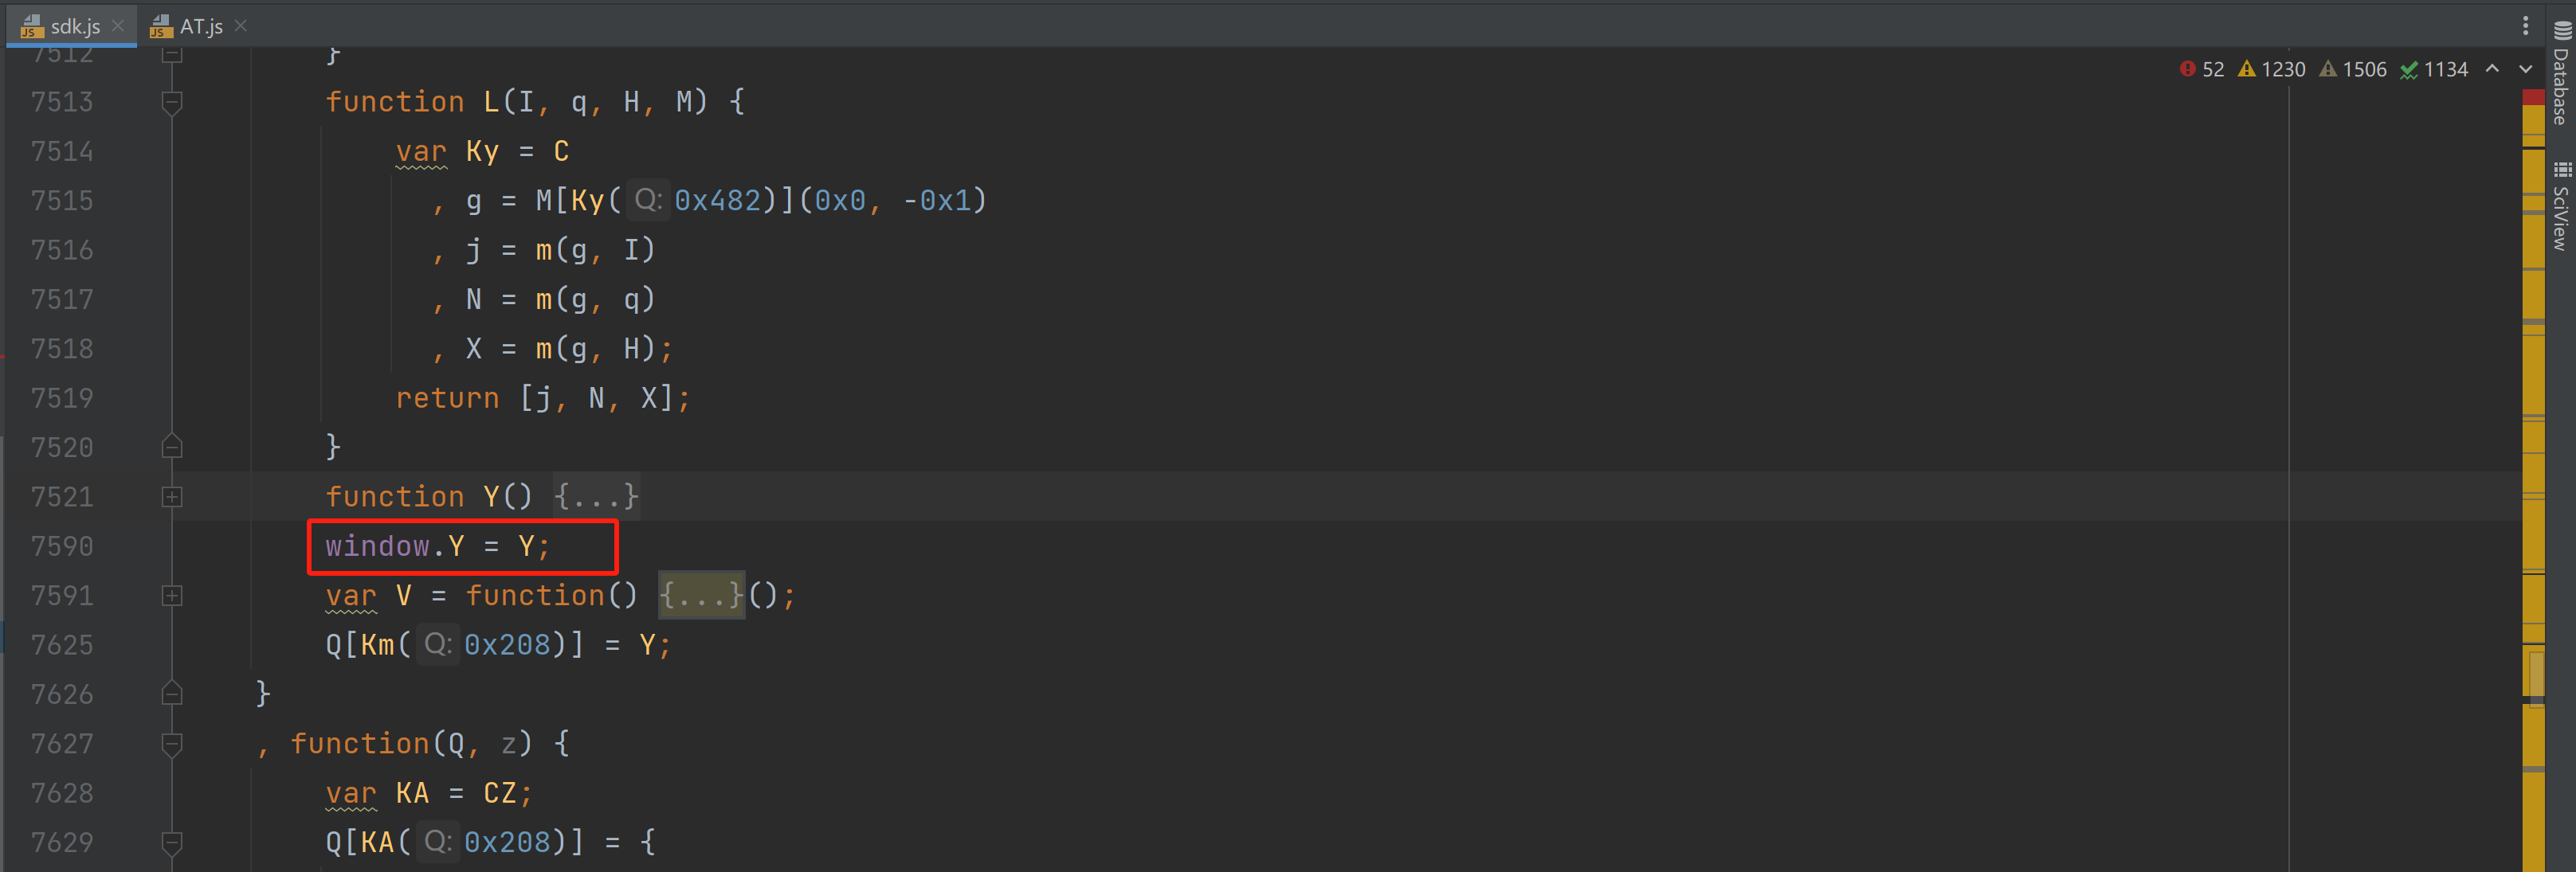 sdk.js AT.js
52 1230 1506 1134
7512 }
7513 function L(I, q, H, M) {
7514 var Ky = C
7515 , g = M[Ky( Q: 0x482)](0x0, -0x1)
7516 , j = m(g, I)
7517 , N = m(g, q)
7518 , X = m(g, H);
7519 return [j, N, X];
7520 }
7521 function Y() {...}
7590 window.Y = Y;
7591 var V = function() {...}();
7625 Q[Km( Q: 0x208)] = Y;
7626 }
7627 , function(Q, z) {
7628 var KA = CZ;
7629 Q[KA( Q: 0x208)] = {
Database
SciView